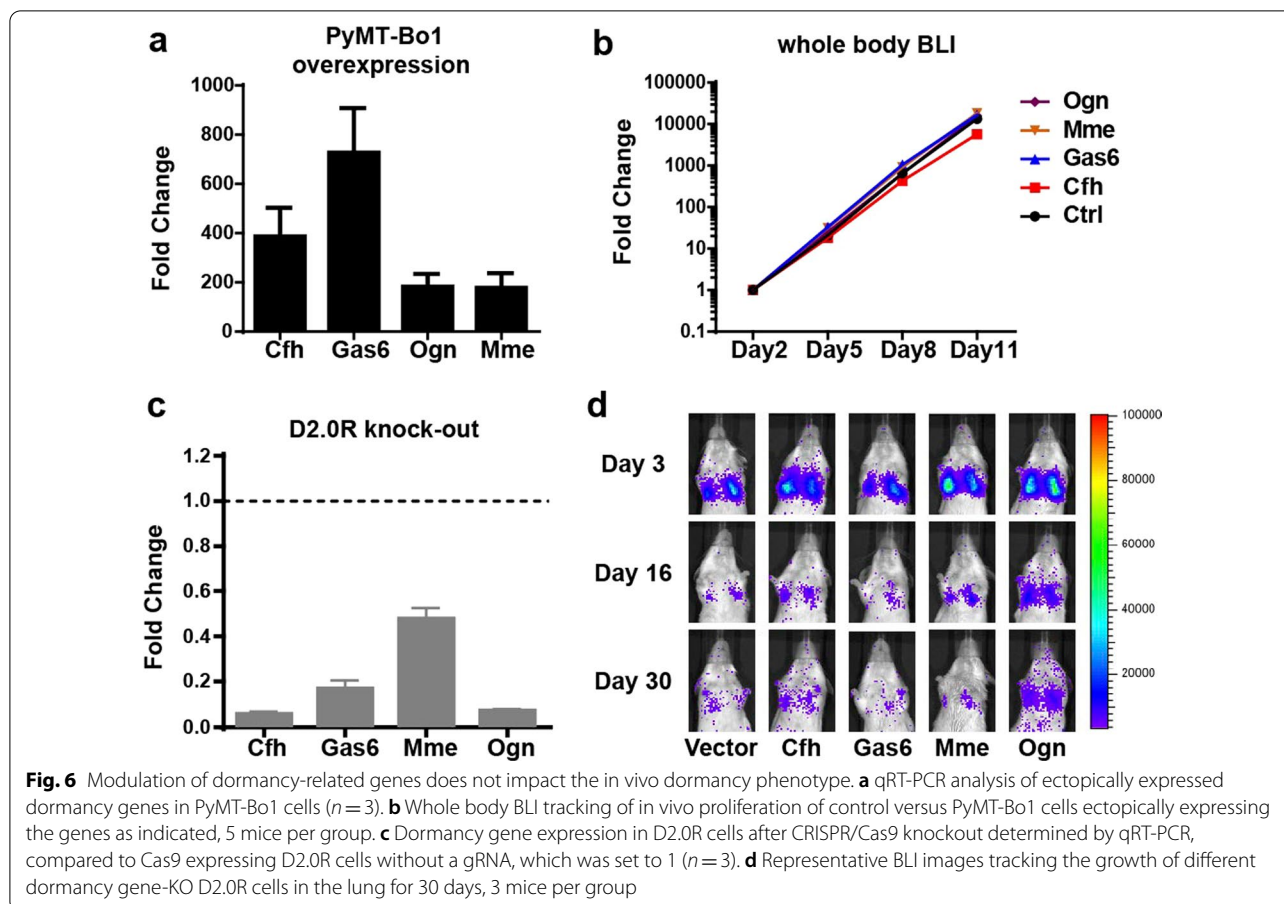 a
PyMT-Bo1
overexpression
Fold Change
1000
800
600
400
200
0
Cfh Gas6 Ogn Mme
b
whole body BLI
Fold Change
100000
10000
1000
100
10
1
0.1
Day2 Day5 Day8 Day11
Ogn
Mme
Gas6
Cfh
Ctrl
c
D2.0R knock-out
Fold Change
1.2
1.0
0.8
0.6
0.4
0.2
0.0
Cfh Gas6 Mme Ogn
d
Day 3
Day 16
Day 30
Vector Cfh Gas6 Mme Ogn
100000
80000
60000
40000
20000
Fig. 6 Modulation of dormancy-related genes does not impact the in vivo dormancy phenotype. a qRT-PCR analysis of ectopically expressed
dormancy genes in PyMT-Bo1 cells (n = 3). b Whole body BLI tracking of in vivo proliferation of control versus PyMT-Bo1 cells ectopically expressing
the genes as indicated, 5 mice per group. c Dormancy gene expression in D2.0R cells after CRISPR/Cas9 knockout determined by qRT-PCR,
compared to Cas9 expressing D2.0R cells without a gRNA, which was set to 1 (n = 3). d Representative BLI images tracking the growth of different
dormancy gene-KO D2.0R cells in the lung for 30 days, 3 mice per group